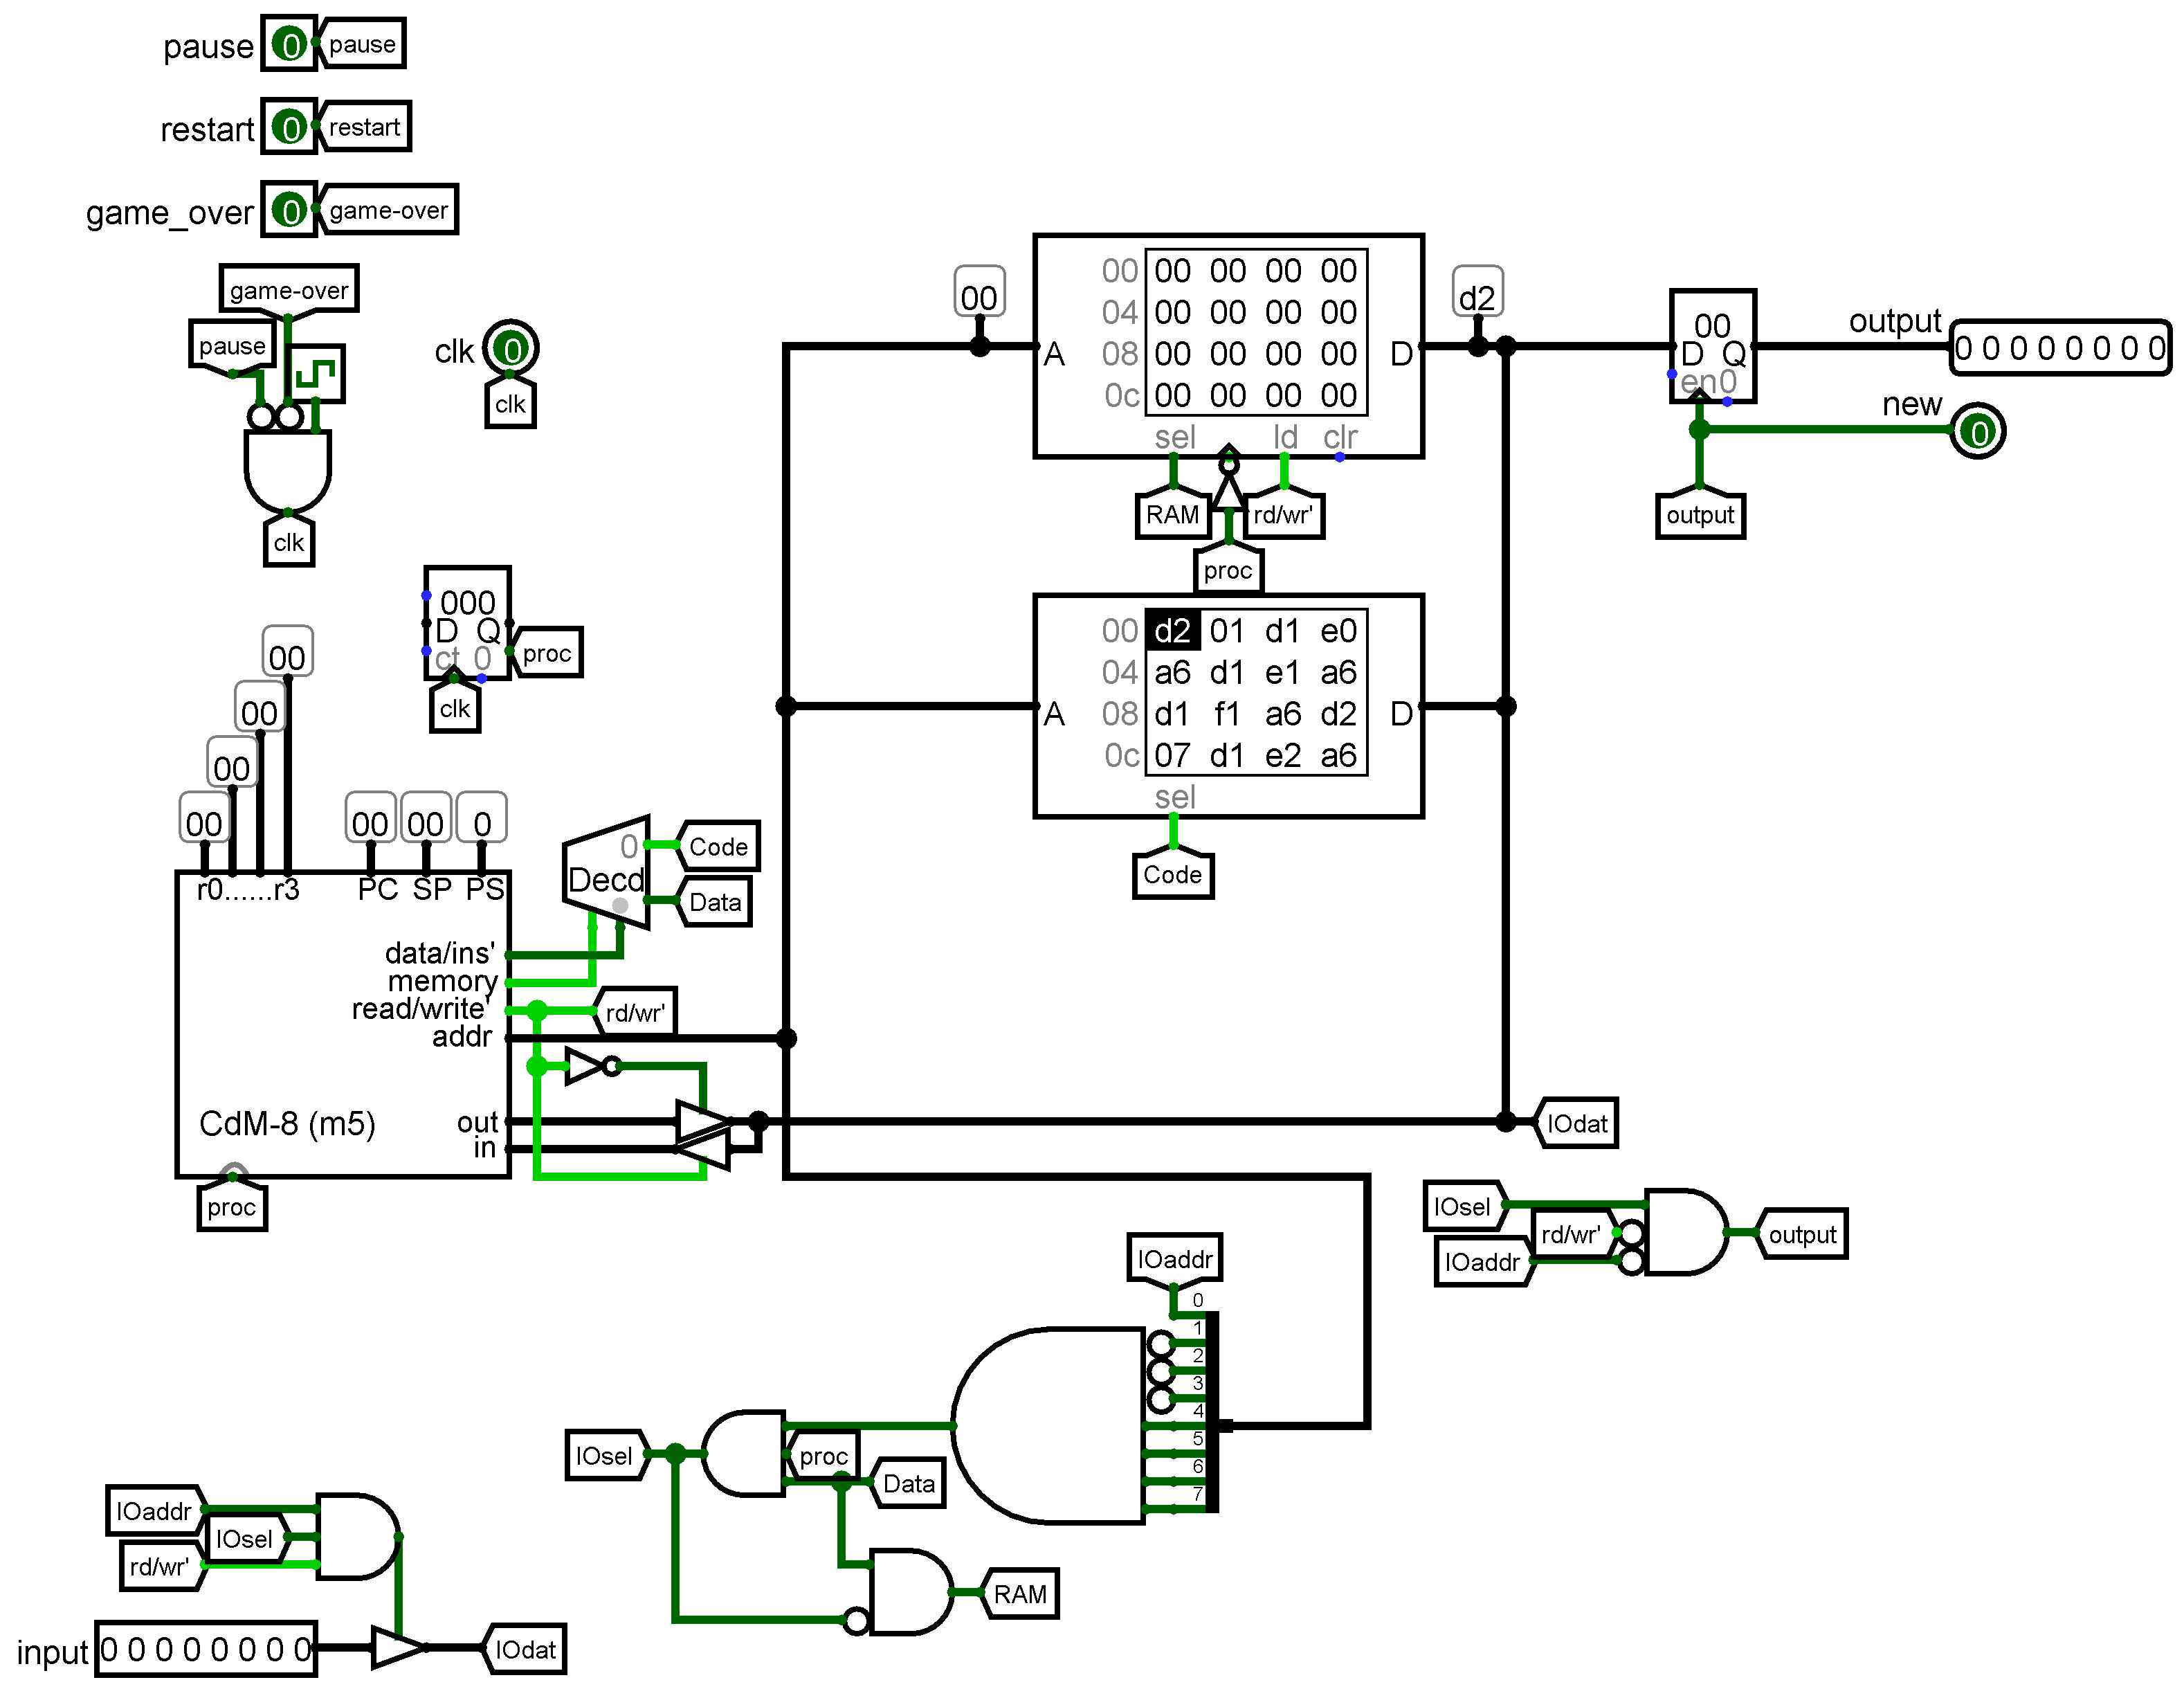 pause 0 pause
restart 0 restart
game_over 0 game-over
game-over
pause
clk 0
clk
clk
000
D Q
ct 0
proc
clk
00
00
00
00 00 00 0
r0......r3 PC SP PS
0
Decd
Code
Data
data/ins'
memory
read/write'
rd/wr'
addr
out
in
CdM-8 (m5)
proc
00
d2
00 00 00 00 00
04 00 00 00 00
A 08 00 00 00 00 D
0c 00 00 00 00
sel ld clr
RAM rd/wr'
proc
00 d2 01 d1 e0
04 a6 d1 e1 a6
A 08 d1 f1 a6 d2 D
0c 07 d1 e2 a6
sel
Code
00
D Q
en 0
output 0 0 0 0 0 0 0 0
new 0
output
IOdat
IOsel
rd/wr'
IOaddr
output
IOaddr
0
1
2
3
4
5
6
7
IOsel
proc
Data
RAM
IOaddr
IOsel
rd/wr'
input 0 0 0 0 0 0 0 0
IOdat